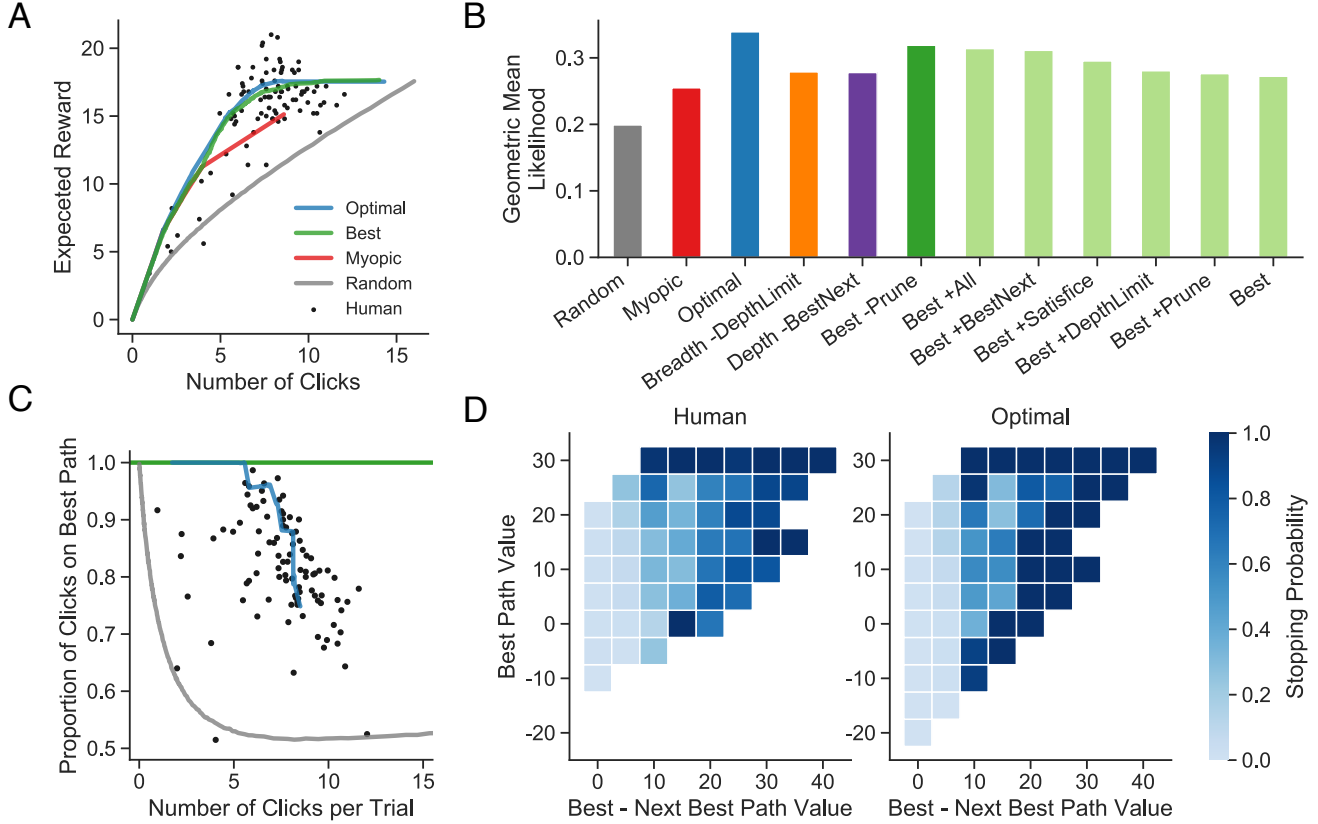 A
Expeceted Reward
20
15
10
5
0
Optimal
Best
Myopic
Random
Human
0 5 10 15
Number of Clicks
B
Geometric Mean
Likelihood
0.3
0.2
0.1
0.0
Random
Myopic
Optimal
Breadth -DepthLimit
Depth -BestNext
Best -Prune
Best +All
Best +BestNext
Best +Satisfice
Best +DepthLimit
Best +Prune
Best
C
Proportion of Clicks on Best Path
1.0
0.9
0.8
0.7
0.6
0.5
0 5 10 15
Number of Clicks per Trial
D
Human
Optimal
Best Path Value
30
20
10
0
-10
-20
0 10 20 30 40
Best - Next Best Path Value
30
20
10
0
-10
-20
0 10 20 30 40
Best - Next Best Path Value
1.0
0.8
0.6
0.4
0.2
0.0
Stopping Probability